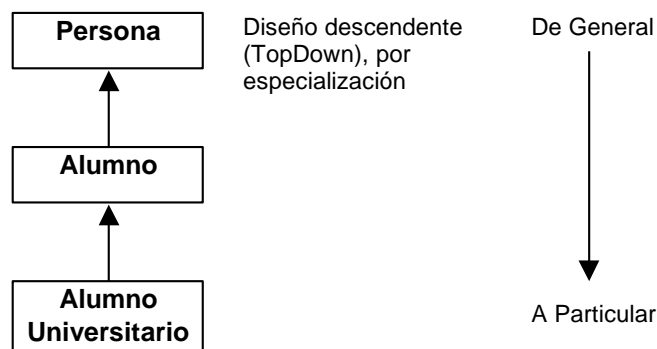 Persona
Diseño descendente
(TopDown), por
especialización
De General
Alumno
Alumno
Universitario
A Particular